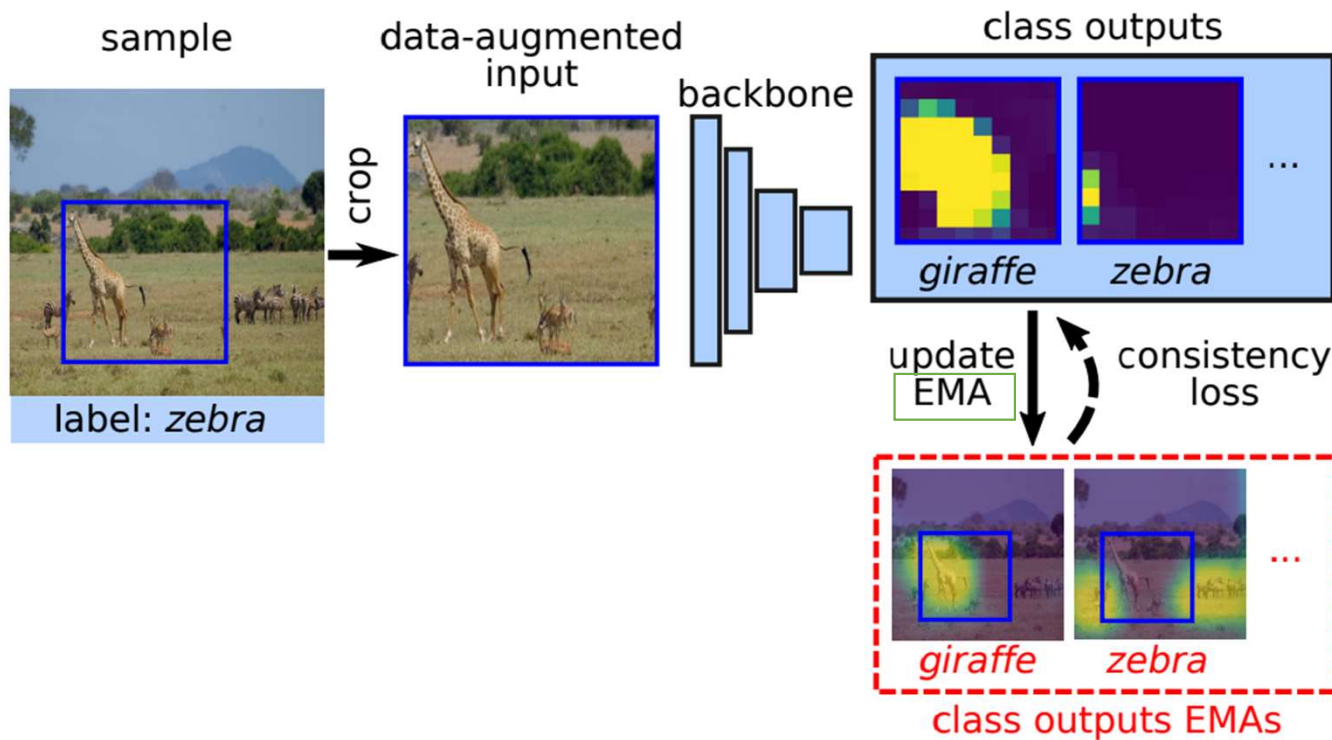 sample
data-augmented
input
crop
backbone
class outputs
giraffe
zebra
...
label: zebra
update
EMA
consistency
loss
giraffe
zebra
...
class outputs EMAs